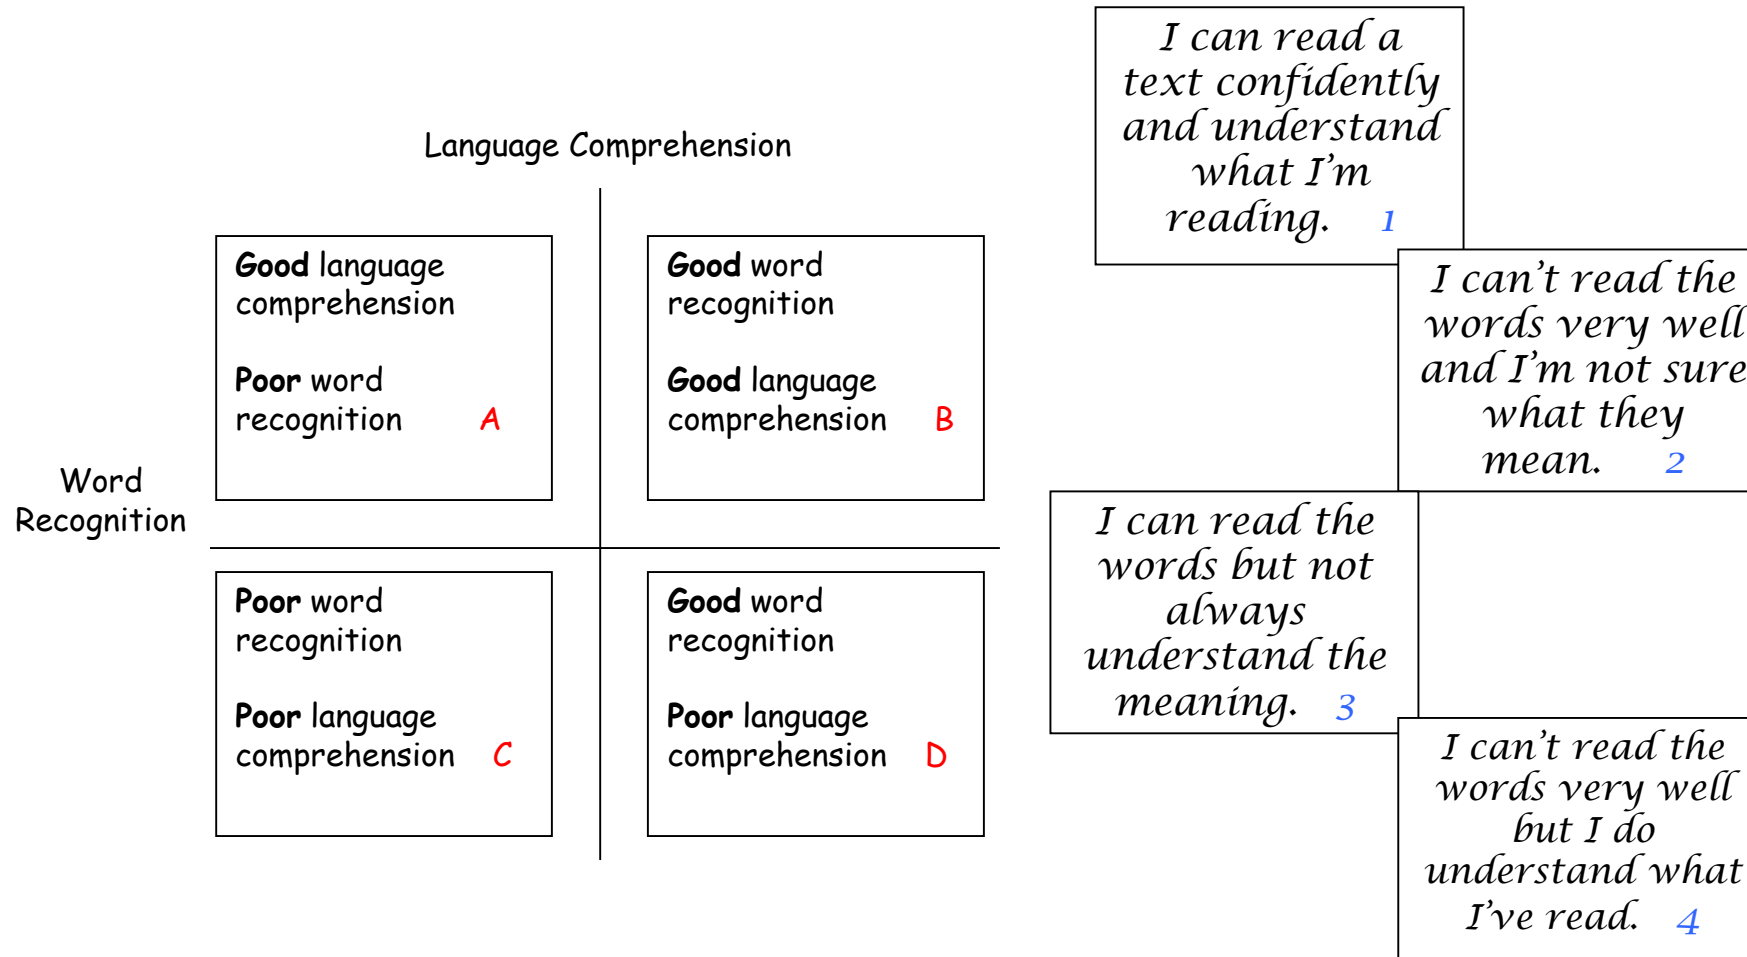 Language Comprehension
Good language
comprehension
Poor word
recognition A
Good word
recognition
Good language
comprehension B
Word
Recognition
Poor word
recognition
Poor language
comprehension C
Good word
recognition
Poor language
comprehension D
I can read a
text confidently
and understand
what I'm
reading. 1
I can't read the
words very well
and I'm not sure
what they
mean. 2
I can read the
words but not
always
understand the
meaning. 3
I can't read the
words very well
but I do
understand what
I've read. 4